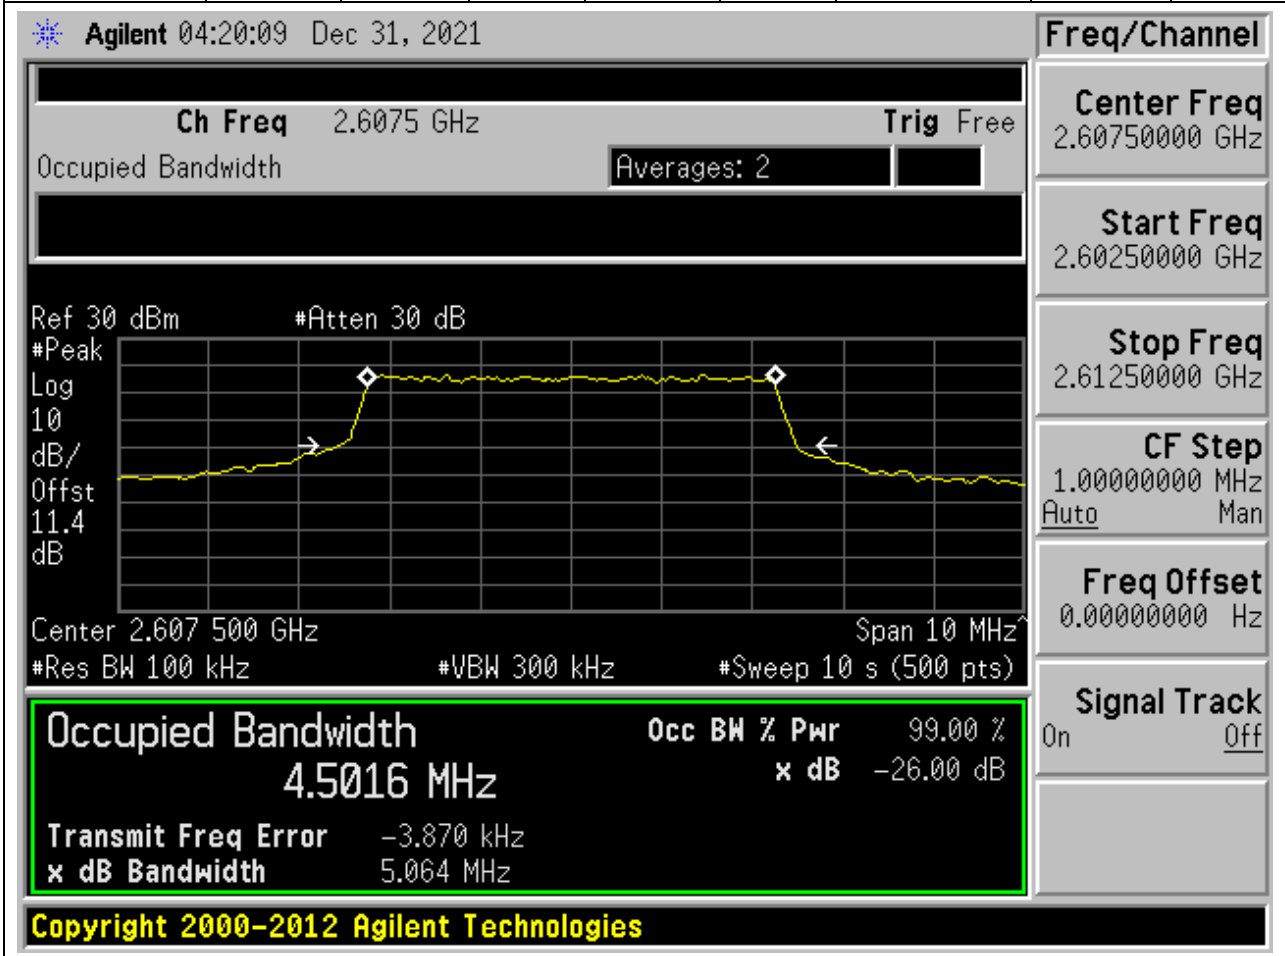 Agilent 04:20:09 Dec 31, 2021
Freq/Channel
Ch Freq 2.6075 GHz Trig Free
Occupied Bandwidth Averages: 2
Center Freq
2.60750000 GHz
Start Freq
2.60250000 GHz
Stop Freq
2.61250000 GHz
CF Step
1.00000000 MHz
Auto Man
Freq Offset
0.00000000 Hz
Signal Track
On Off
Ref 30 dBm #Atten 30 dB
#Peak
Log
10
dB/
Offst
11.4
dB
Center 2.607 500 GHz Span 10 MHz^
#Res BW 100 kHz #VBW 300 kHz #Sweep 10 s (500 pts)
Occupied Bandwidth Occ BW % Pwr 99.00 %
4.5016 MHz x dB -26.00 dB
Transmit Freq Error -3.870 kHz
x dB Bandwidth 5.064 MHz
Copyright 2000-2012 Agilent Technologies